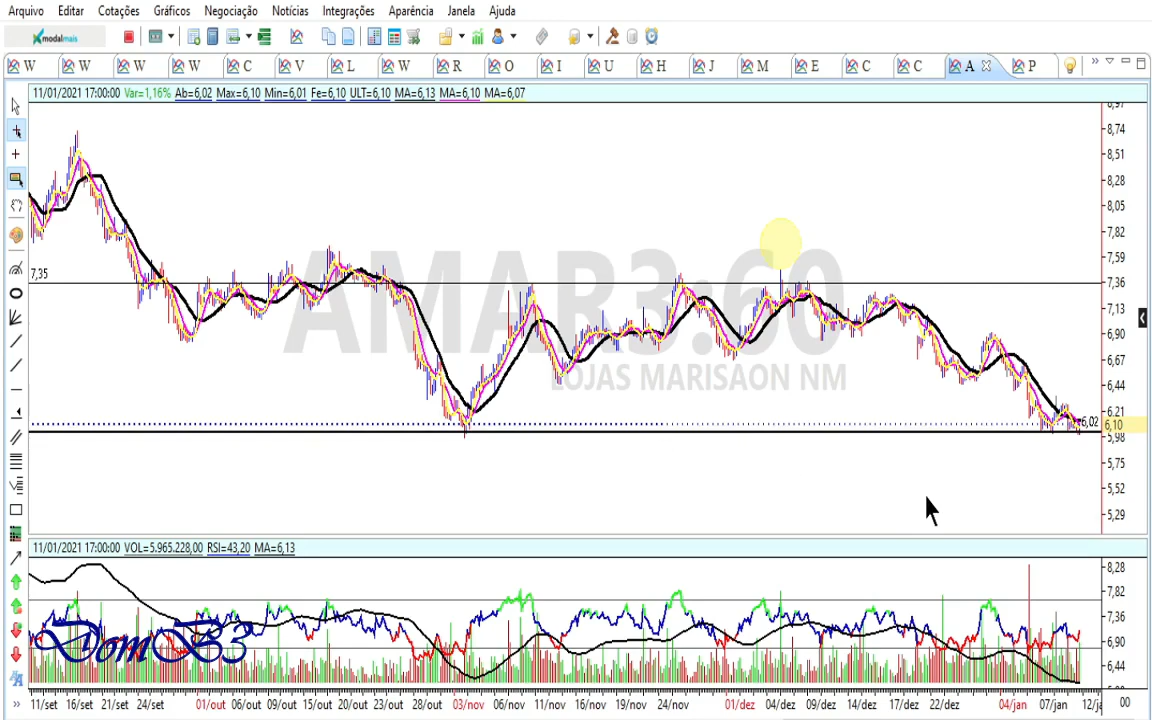 Arquivo Editar Cotações Gráficos Negociação Notícias Integrações Aparência Janela Ajuda
modalmais
W W W W C V L W R O I U H J M E C C A P
11/01/2021 17:00:00 Var=1,16% Ab=6,02 Max=6,10 Min=6,01 Fe=6,10 ULT=6,10 MA=6,13 MA=6,10 MA=6,07
8,97
8,74
8,51
8,28
8,05
7,82
7,59
7,35
7,36
AMAR3:60
7,13
6,90
6,67
LOJAS MARISAON NM
6,44
6,21
6,02
6,10
5,98
5,75
5,52
5,29
11/01/2021 17:00:00 VOL=5.965.228,00 RSI=43,20 MA=6,13
8,28
7,82
7,36
DomB3
6,90
6,44
11/set 16/set 21/set 24/set 01/out 06/out 09/out 15/out 20/out 23/out 28/out 03/nov 06/nov 11/nov 16/nov 19/nov 24/nov 01/dez 04/dez 09/dez 14/dez 17/dez 22/dez 04/jan 07/jan 00